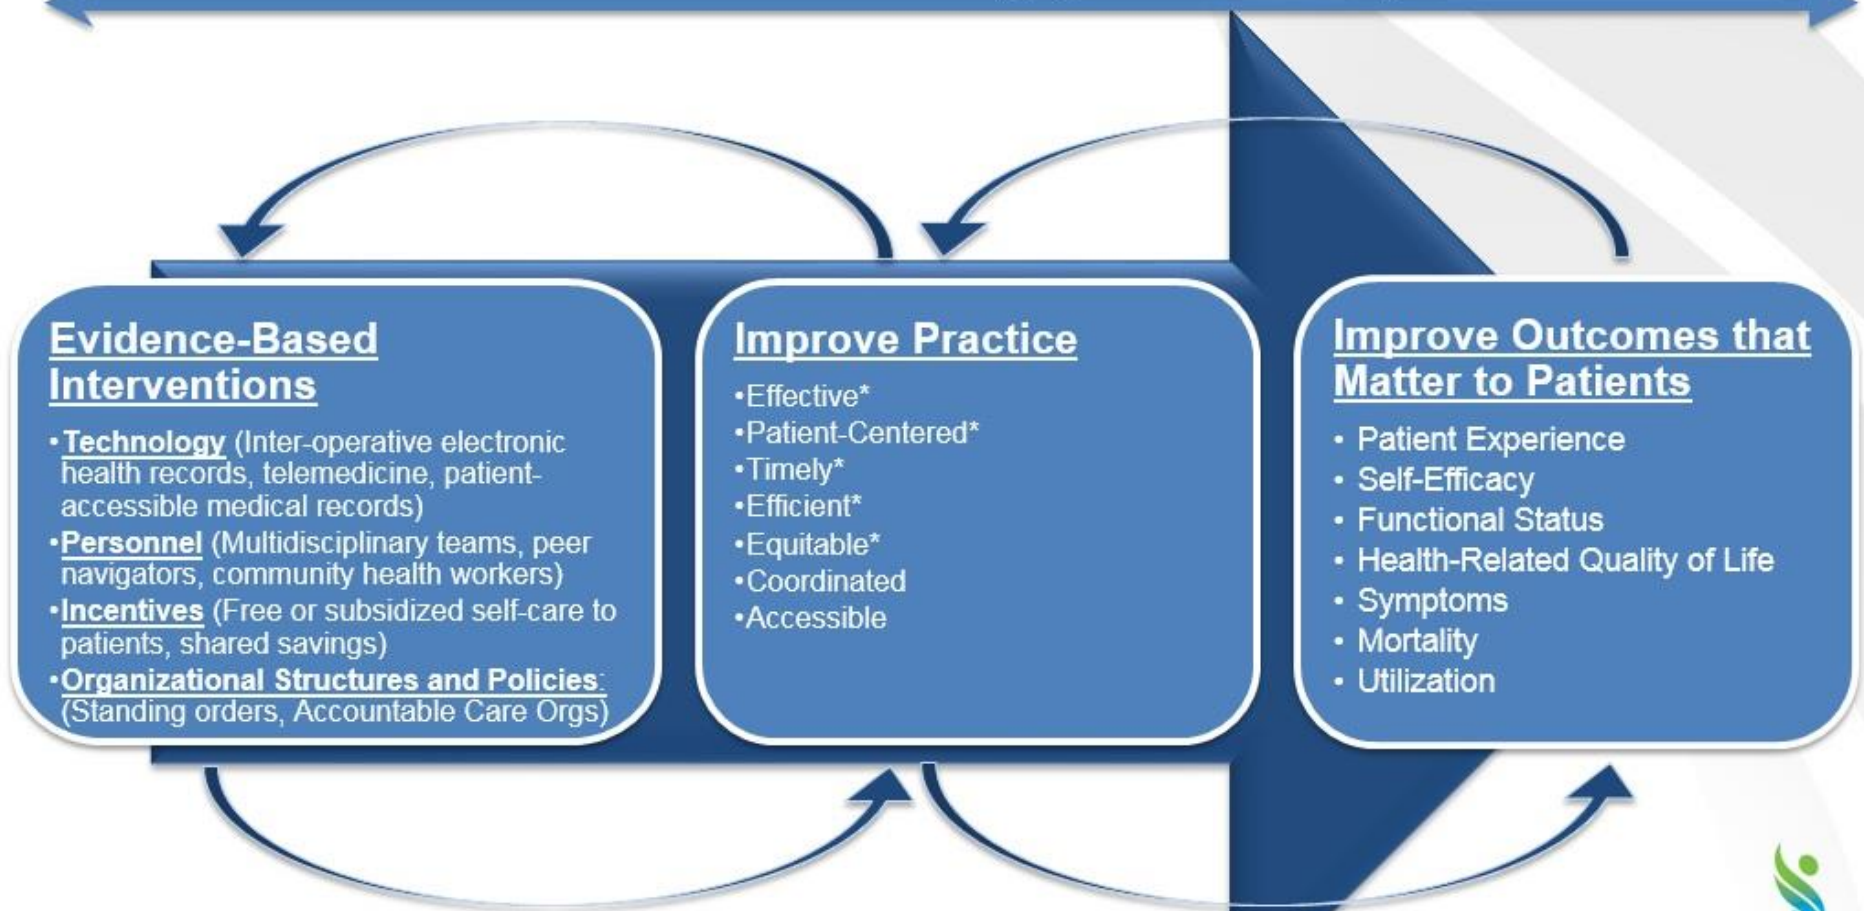 Evidence-Based
Interventions
•Technology (Inter-operative electronic
health records, telemedicine, patient-
accessible medical records)
•Personnel (Multidisciplinary teams, peer
navigators, community health workers)
•Incentives (Free or subsidized self-care to
patients, shared savings)
•Organizational Structures and Policies:
(Standing orders, Accountable Care Orgs)
Improve Practice
•Effective*
•Patient-Centered*
•Timely*
•Efficient*
•Equitable*
•Coordinated
•Accessible
Improve Outcomes that
Matter to Patients
• Patient Experience
• Self-Efficacy
• Functional Status
• Health-Related Quality of Life
• Symptoms
• Mortality
• Utilization